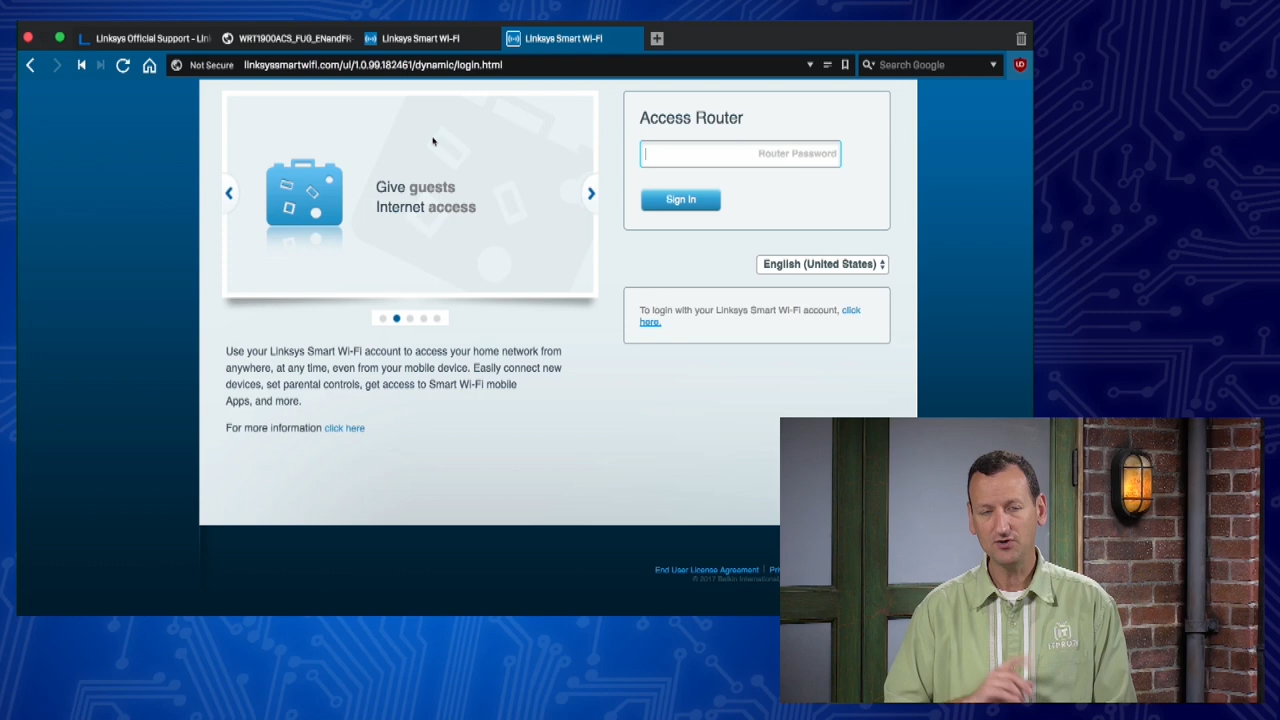 Linksys Official Support - Lin
WRT1900ACS_FUG_ENandFR-
Linksys Smart Wi-Fi
Linksys Smart Wi-Fi
Not Secure
linksyssmartwifi.com/ui/1.0.99.182461/dynamic/login.html
Search Google
Give guests
Internet access
Access Router
Router Password
Sign In
English (United States)
To login with your Linksys Smart Wi-Fi account, click
here.
Use your Linksys Smart Wi-Fi account to access your home network from
anywhere, at any time, even from your mobile device. Easily connect new
devices, set parental controls, get access to Smart Wi-Fi mobile
Apps, and more.
For more information click here
End User License Agreement | Pri
© 2017 Belkin International,
ITPROTV